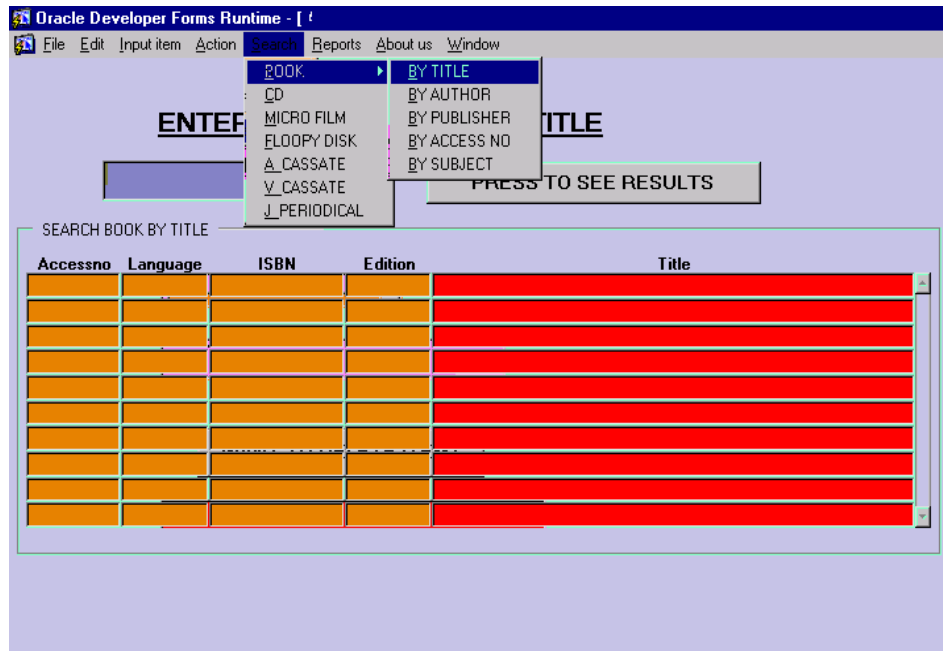 Oracle Developer Forms Runtime - [
File Edit Input item Action Search Reports About us Window
BOOK BY TITLE
CD BY AUTHOR
MICRO FILM BY PUBLISHER
FLOOPY DISK BY ACCESS NO
A_CASSATE BY SUBJECT
V_CASSATE
J_PERIODICAL
TITLE
PRESS TO SEE RESULTS
SEARCH BOOK BY TITLE
Accessno Language ISBN Edition Title